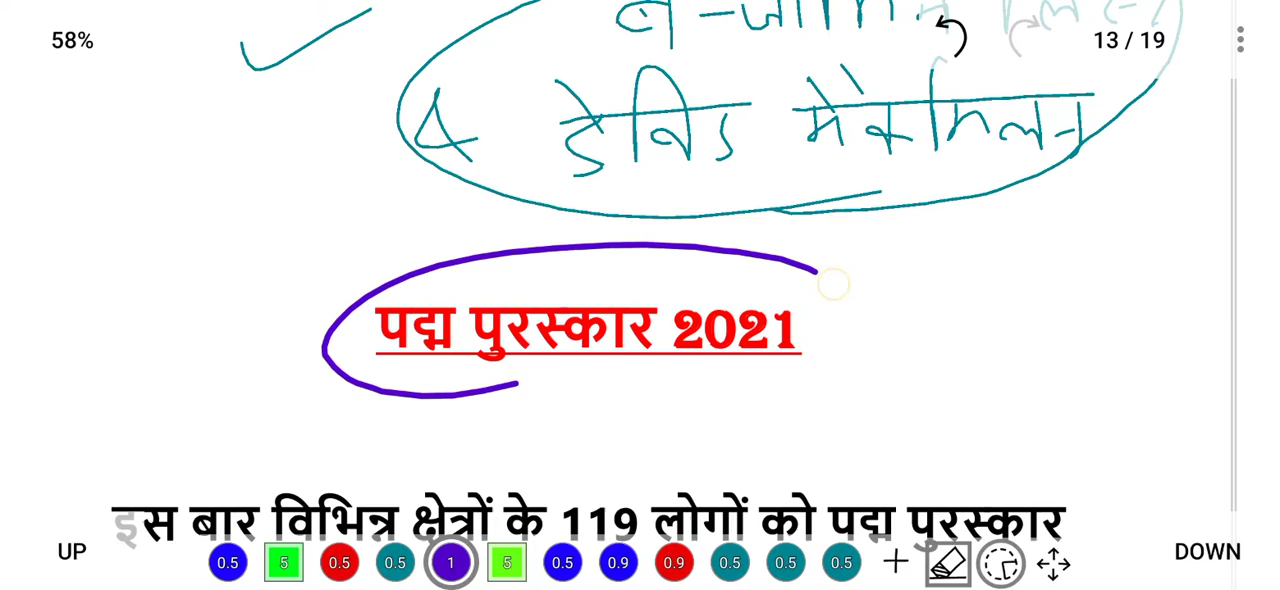 58%
13 / 19
& डेविड मैकमिलन
पद्म पुरस्कार 2021
इस बार विभिन्न क्षेत्रों के 119 लोगों को पद्म पुरस्कार
UP
0.5 5 0.5 0.5 1 5 0.5 0.9 0.9 0.5 0.5 0.5
DOWN